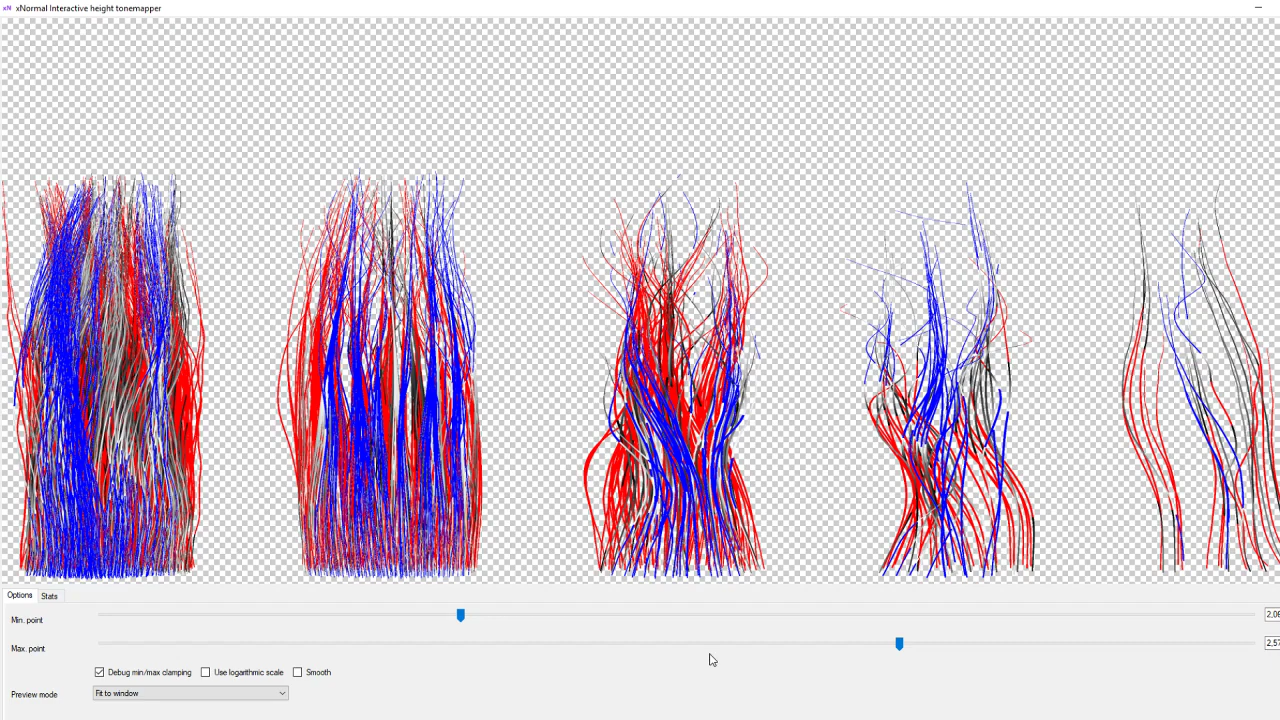 xN xNormal Interactive height tonemapper
Options Stats
Min. point
Max. point
Debug min/max clamping Use logarithmic scale Smooth
Preview mode Fit to window